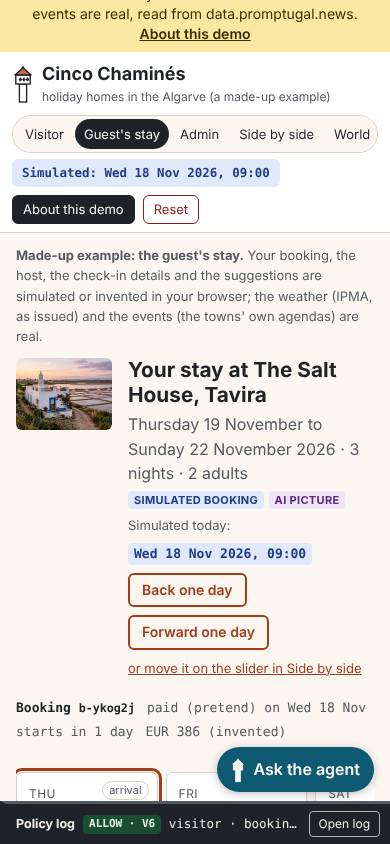 events are real, read from data.promptugal.news.
About this demo
Cinco Chaminés
holiday homes in the Algarve (a made-up example)
Visitor Guest's stay Admin Side by side World
Simulated: Wed 18 Nov 2026, 09:00
About this demo Reset
Made-up example: the guest's stay. Your booking, the
host, the check-in details and the suggestions are
simulated or invented in your browser; the weather (IPMA,
as issued) and the events (the towns' own agendas) are
real.
Your stay at The Salt
House, Tavira
Thursday 19 November to
Sunday 22 November 2026 · 3
nights · 2 adults
SIMULATED BOOKING AI PICTURE
Simulated today:
Wed 18 Nov 2026, 09:00
Back one day
Forward one day
or move it on the slider in Side by side
Booking b-ykog2j paid (pretend) on Wed 18 Nov
starts in 1 day EUR 386 (invented)
Ask the agent
THU arrival FRI SAT
Policy log ALLOW · V6 visitor · bookin… Open log